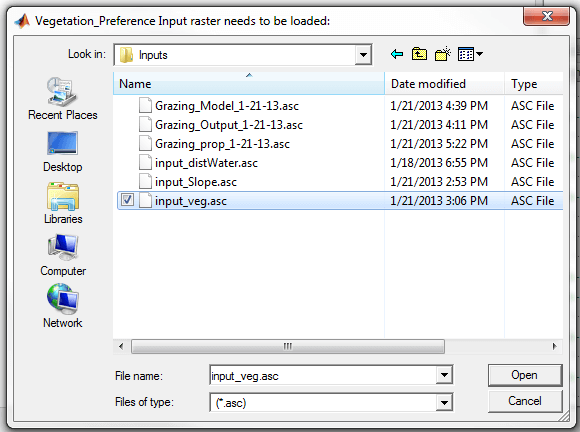 Vegetation_Preference Input raster needs to be loaded:
Look in: Inputs
Name Date modified Type
Grazing_Model_1-21-13.asc 1/21/2013 4:39 PM ASC File
Grazing_Output_1-21-13.asc 1/21/2013 4:11 PM ASC File
Grazing_prop_1-21-13.asc 1/21/2013 5:22 PM ASC File
input_distWater.asc 1/18/2013 6:55 PM ASC File
input_Slope.asc 1/21/2013 2:53 PM ASC File
input_veg.asc 1/21/2013 3:06 PM ASC File
Recent Places
Desktop
Libraries
Computer
Network
File name: input_veg.asc Open
Files of type: (*.asc) Cancel